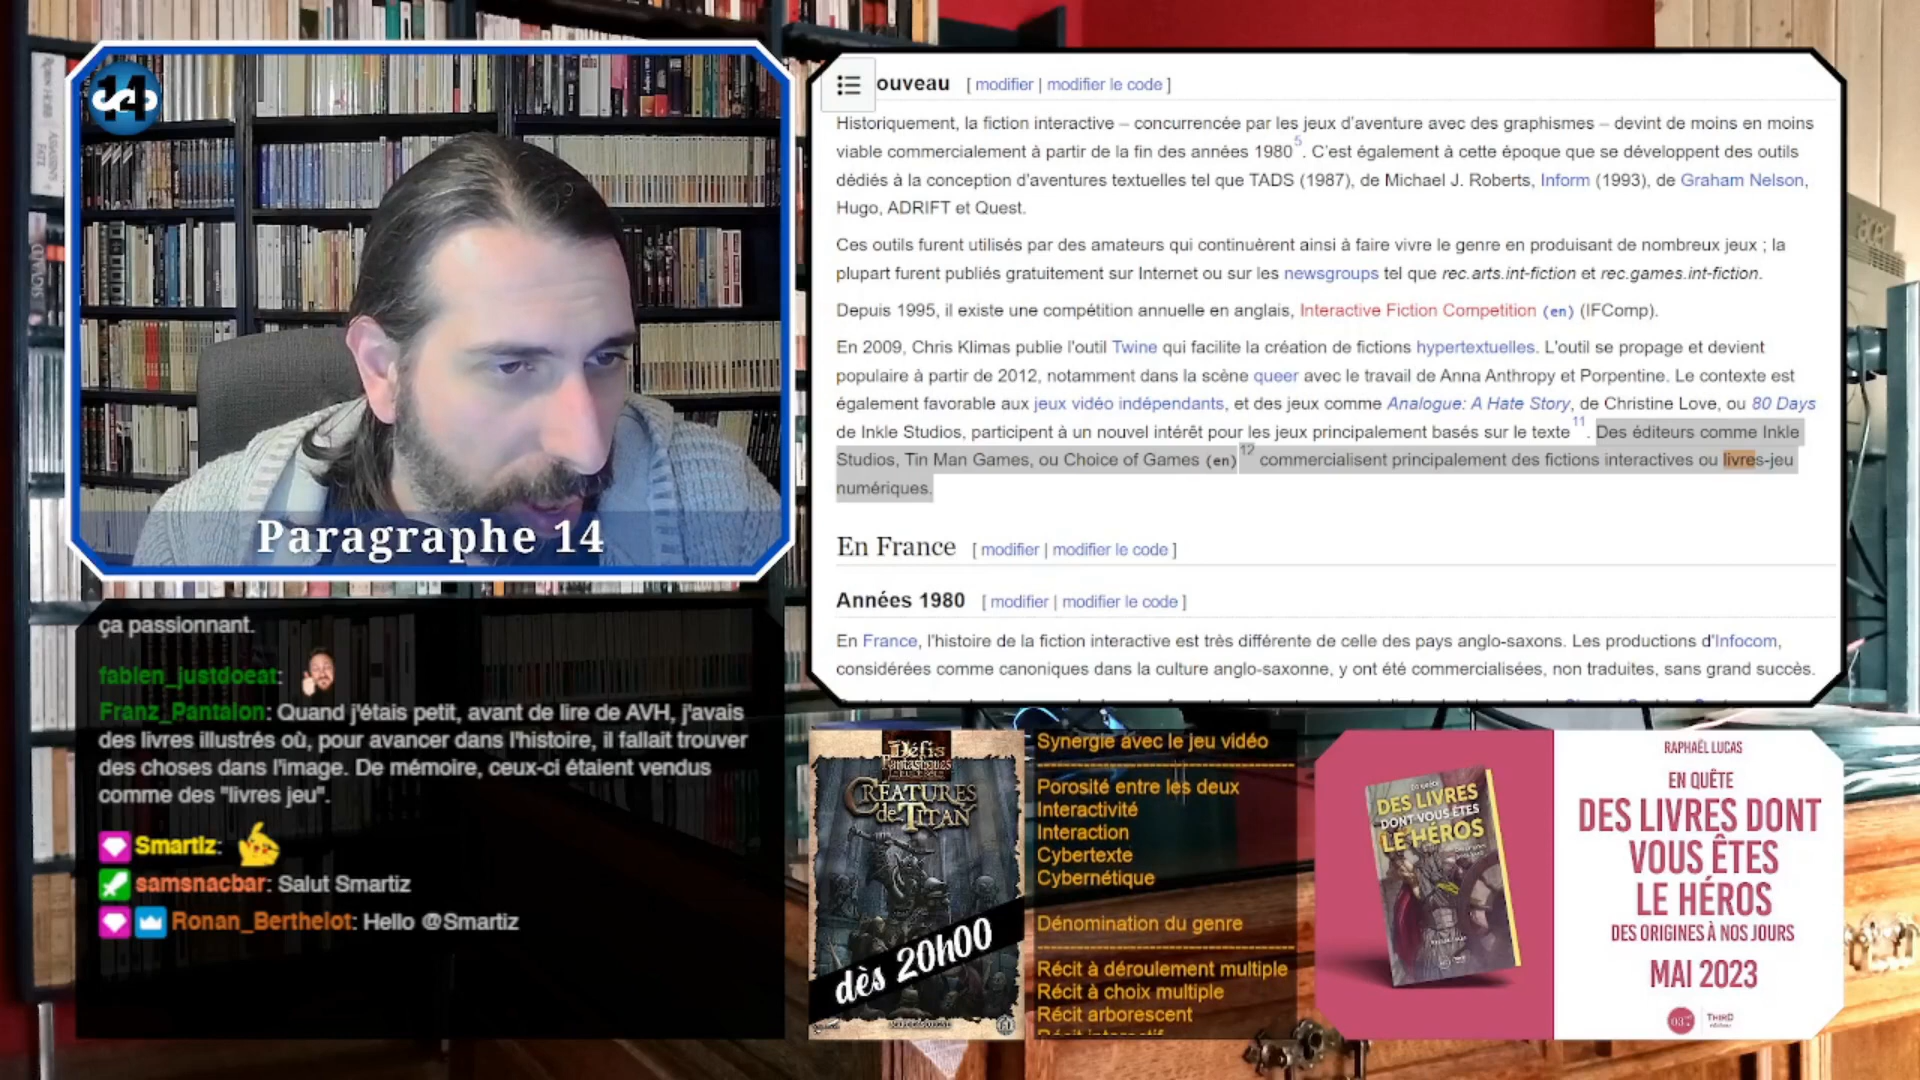 14
Paragraphe 14
ouveau [ modifier | modifier le code ]
Historiquement, la fiction interactive – concurrencée par les jeux d'aventure avec des graphismes – devint de moins en moins
viable commercialement à partir de la fin des années 1980 5. C'est également à cette époque que se développent des outils
dédiés à la conception d'aventures textuelles tel que TADS (1987), de Michael J. Roberts, Inform (1993), de Graham Nelson,
Hugo, ADRIFT et Quest.
Ces outils furent utilisés par des amateurs qui continuèrent ainsi à faire vivre le genre en produisant de nombreux jeux ; la
plupart furent publiés gratuitement sur Internet ou sur les newsgroups tel que rec.arts.int-fiction et rec.games.int-fiction.
Depuis 1995, il existe une compétition annuelle en anglais, Interactive Fiction Competition (en) (IFComp).
En 2009, Chris Klimas publie l'outil Twine qui facilite la création de fictions hypertextuelles. L'outil se propage et devient
populaire à partir de 2012, notamment dans la scène queer avec le travail de Anna Anthropy et Porpentine. Le contexte est
également favorable aux jeux vidéo indépendants, et des jeux comme Analogue: A Hate Story, de Christine Love, ou 80 Days
de Inkle Studios, participent à un nouvel intérêt pour les jeux principalement basés sur le texte 11. Des éditeurs comme Inkle
Studios, Tin Man Games, ou Choice of Games (en) 12 commercialisent principalement des fictions interactives ou livres-jeu
numériques.
En France [ modifier | modifier le code ]
Années 1980 [ modifier | modifier le code ]
En France, l'histoire de la fiction interactive est très différente de celle des pays anglo-saxons. Les productions d'Infocom,
considérées comme canoniques dans la culture anglo-saxonne, y ont été commercialisées, non traduites, sans grand succès.
ça passionnant.
fabien_justdoeat:
Franz_Pantalon: Quand j'étais petit, avant de lire de AVH, j'avais
des livres illustrés où, pour avancer dans l'histoire, il fallait trouver
des choses dans l'image. De mémoire, ceux-ci étaient vendus
comme des "livres jeu".
Smartiz:
samsnacbar: Salut Smartiz
Ronan_Berthelot: Hello @Smartiz
Défis
Fantastiques
CRÉATURES
de TITAN
dès 20h00
Synergie avec le jeu vidéo
Porosité entre les deux
Interactivité
Interaction
Cybertexte
Cybernétique
Dénomination du genre
Récit à déroulement multiple
Récit à choix multiple
Récit arborescent
Récit interactif
DES LIVRES
DONT VOUS ÊTES
LE HÉROS
RAPHAËL LUCAS
EN QUÊTE
DES LIVRES DONT
VOUS ÊTES
LE HÉROS
DES ORIGINES À NOS JOURS
MAI 2023
THIRD
éditions
acer